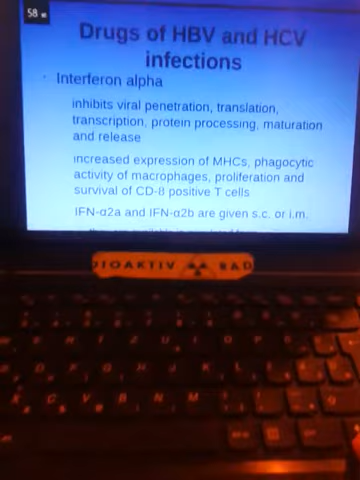 58
Drugs of HBV and HCV
infections
Interferon alpha
inhibits viral penetration, translation,
transcription, protein processing, maturation
and release
increased expression of MHCs, phagocytic
activity of macrophages, proliferation and
survival of CD-8 positive T cells
IFN-α2a and IFN-α2b are given s.c. or i.m.
DIOAKTIV BAD